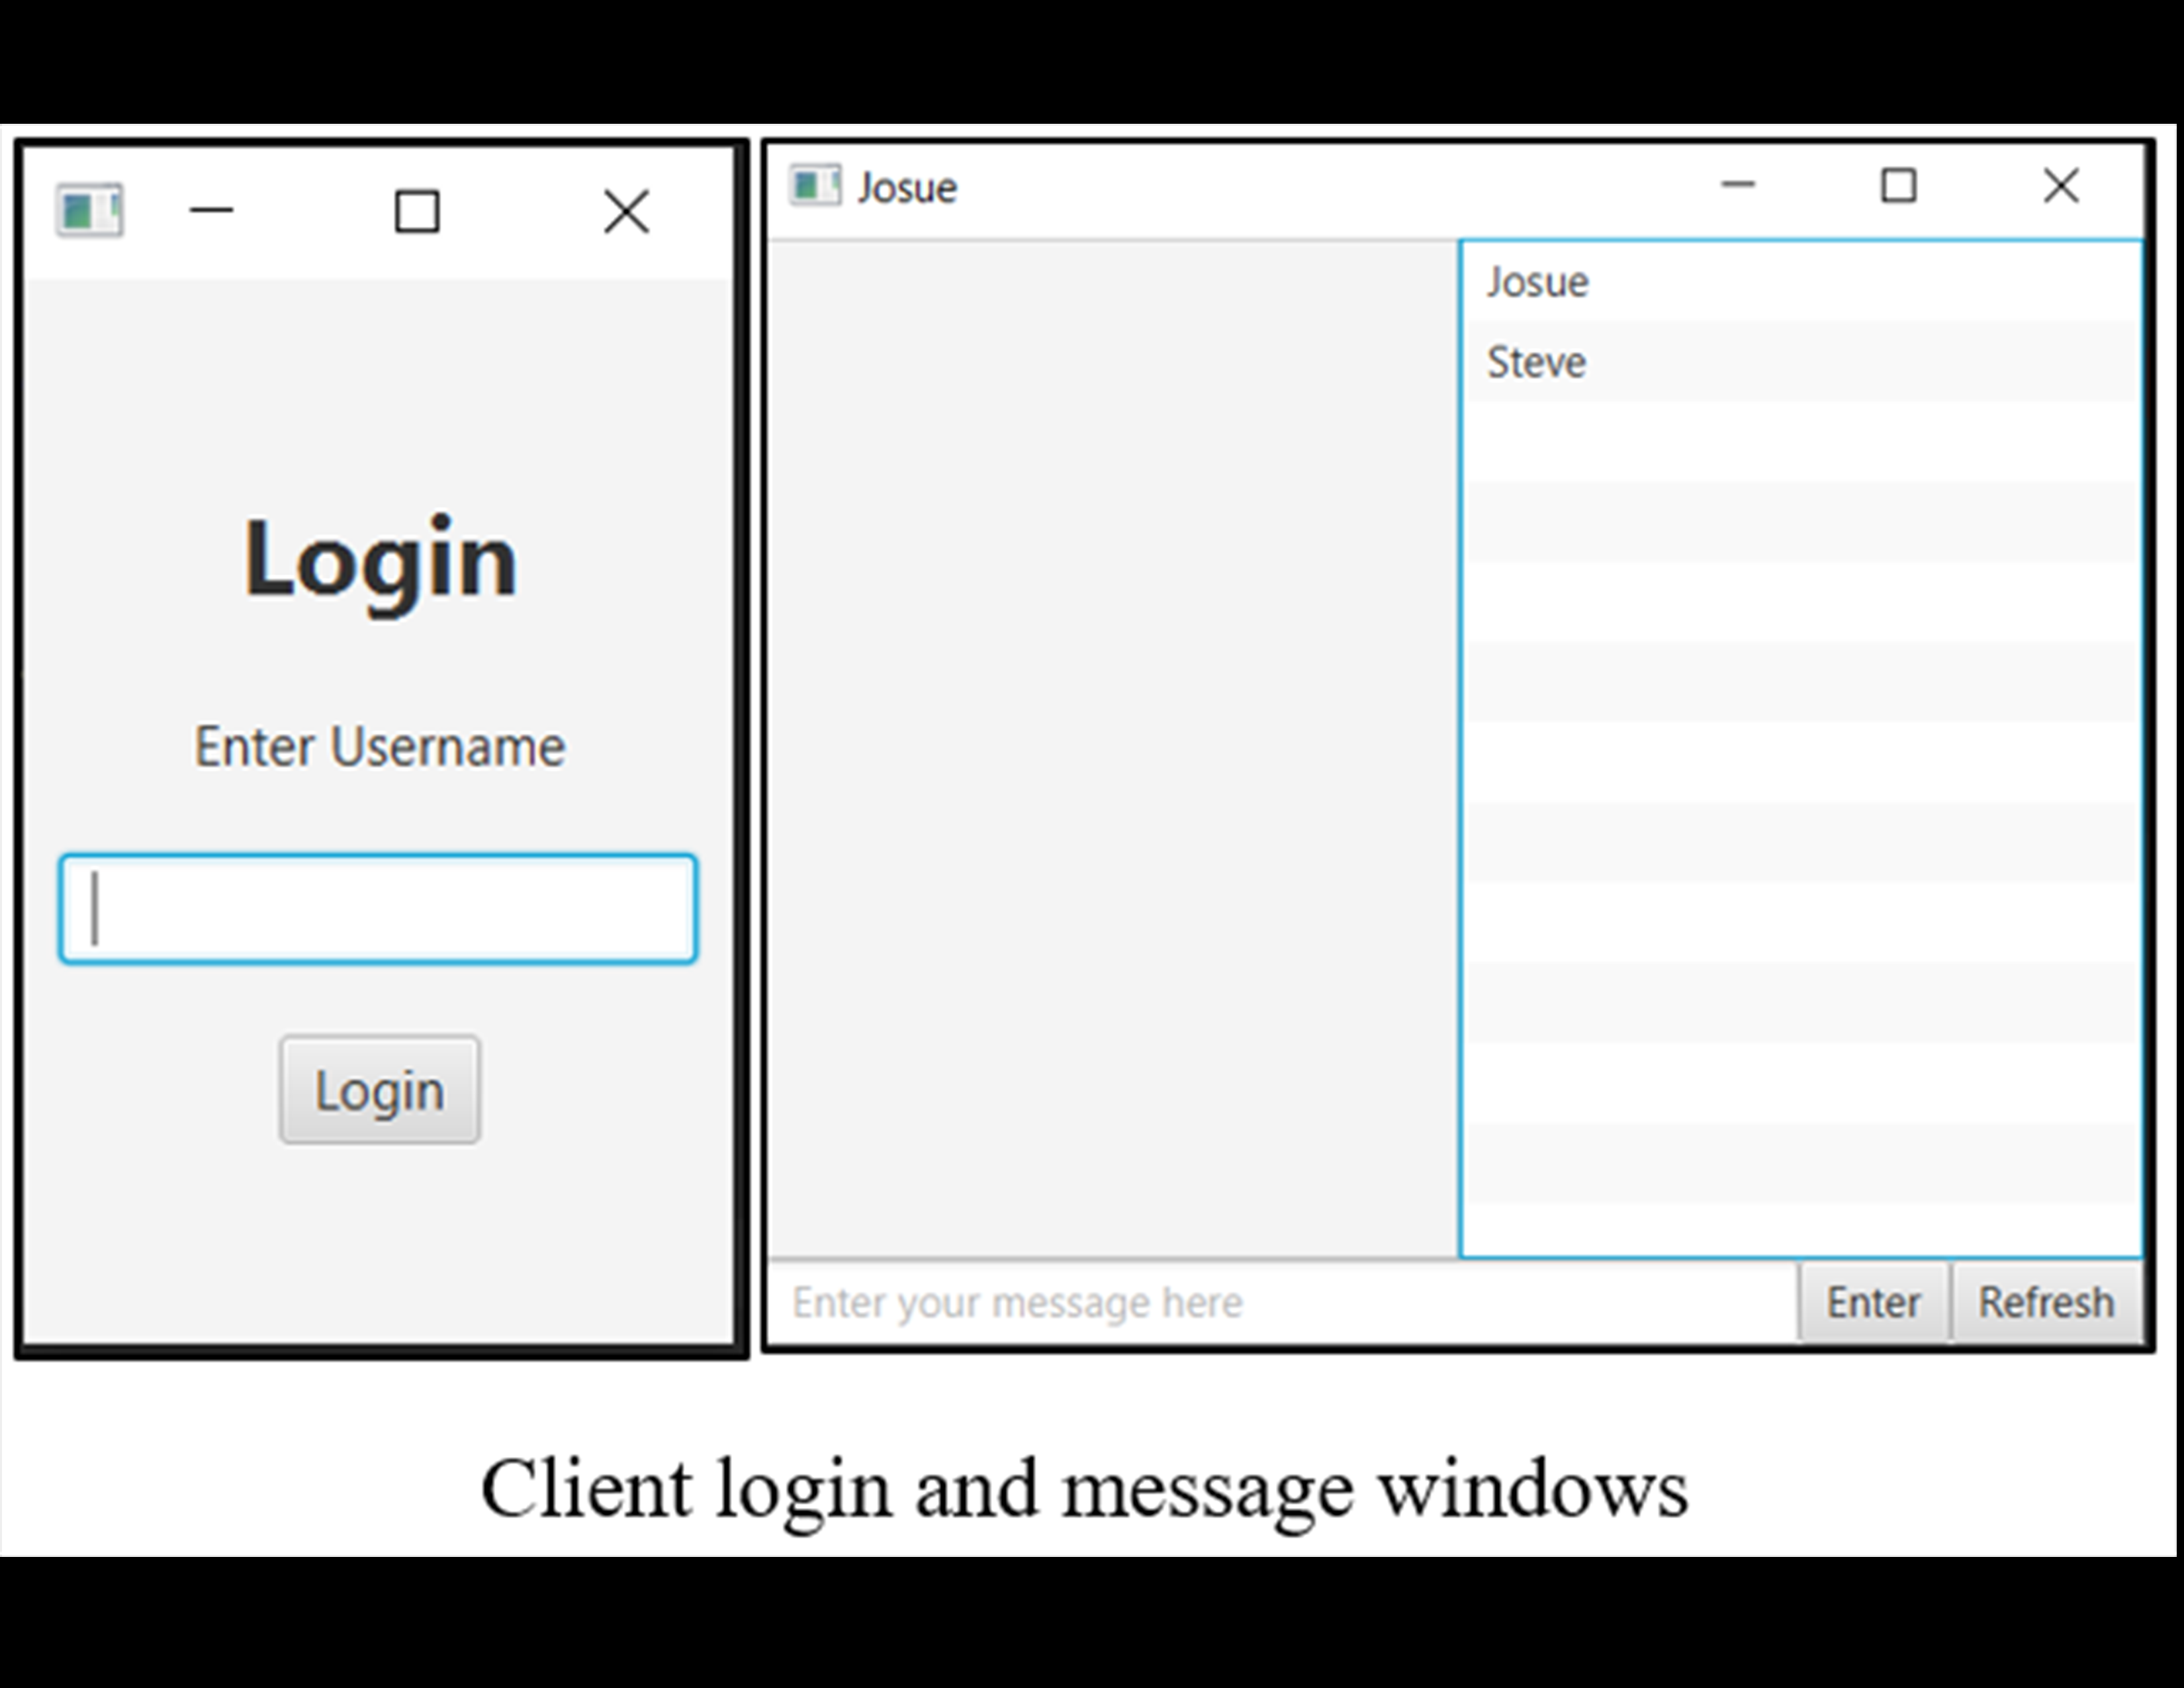 Login
Enter Username
Login
Josue
Josue
Steve
Enter your message here
Enter
Refresh
Client login and message windows